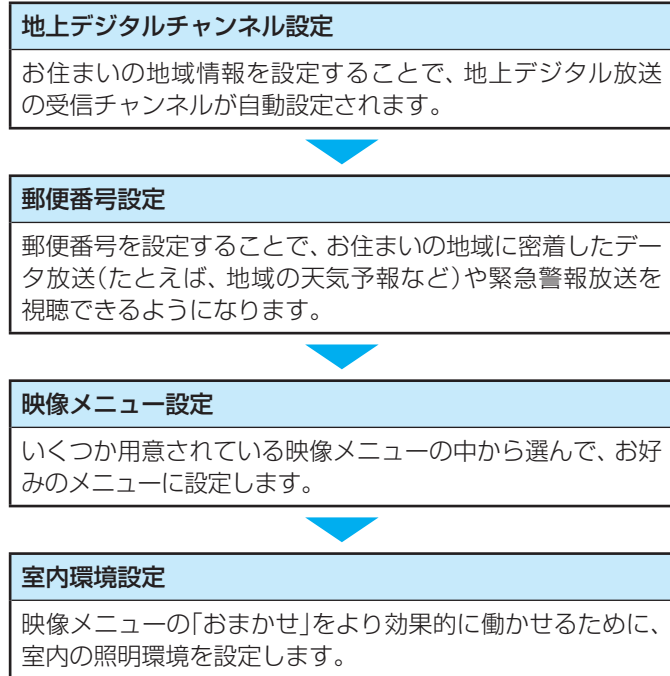 地上デジタルチャンネル設定
お住まいの地域情報を設定することで、地上デジタル放送
の受信チャンネルが自動設定されます。
郵便番号設定
郵便番号を設定することで、お住まいの地域に密着したデー
タ放送(たとえば、地域の天気予報など)や緊急警報放送を
視聴できるようになります。
映像メニュー設定
いくつか用意されている映像メニューの中から選んで、お好
みのメニューに設定します。
室内環境設定
映像メニューの「おまかせ」をより効果的に働かせるために、
室内の照明環境を設定します。